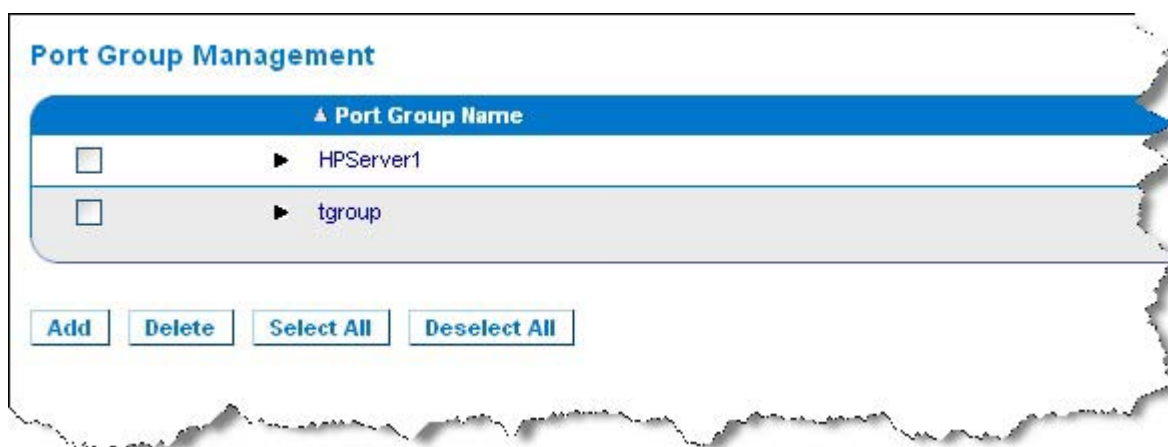 Port Group Management
Port Group Name
HPServer1
tgroup
Add Delete Select All Deselect All